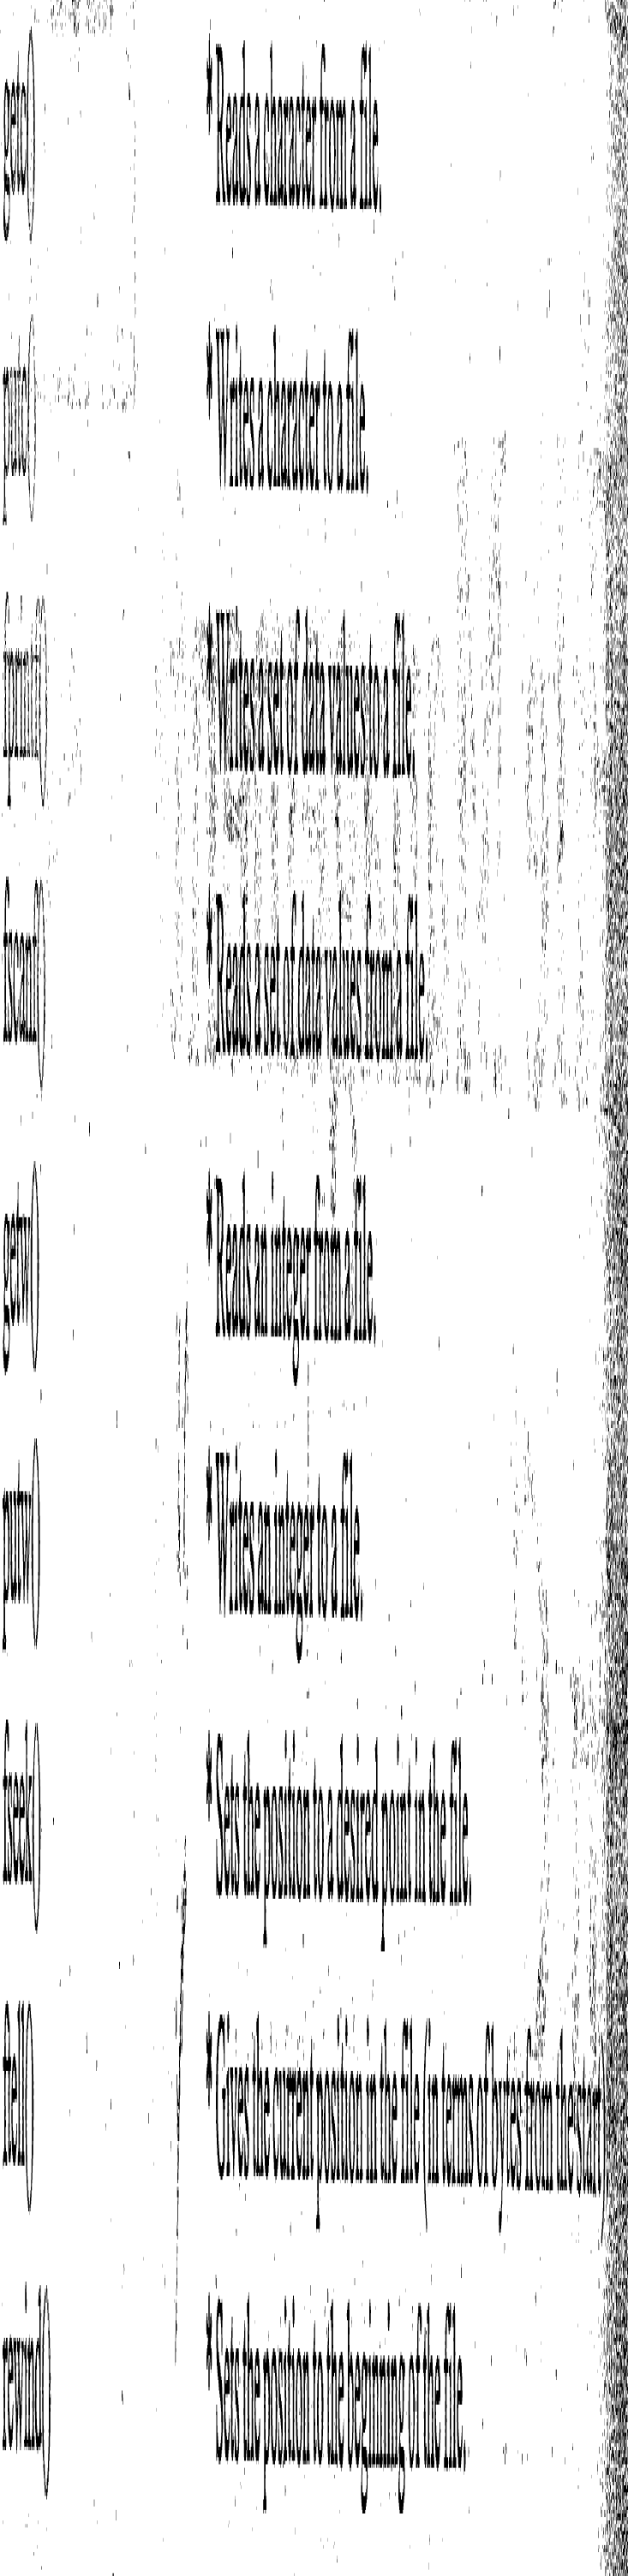 getc() * Reads a character from a file.
putc() * Writes a character to a file.
fprintf() * Writes a set of data values to a file.
fscanf() * Reads a set of data values from a file
getw() * Reads an integer from a file.
putw() * Writes an integer to a file.
fseek() * Sets the position to a desired point in the file.
ftell() * Gives the current position in the file (in terms of bytes from the start)
rewind() * Sets the position to the beginning of the file.